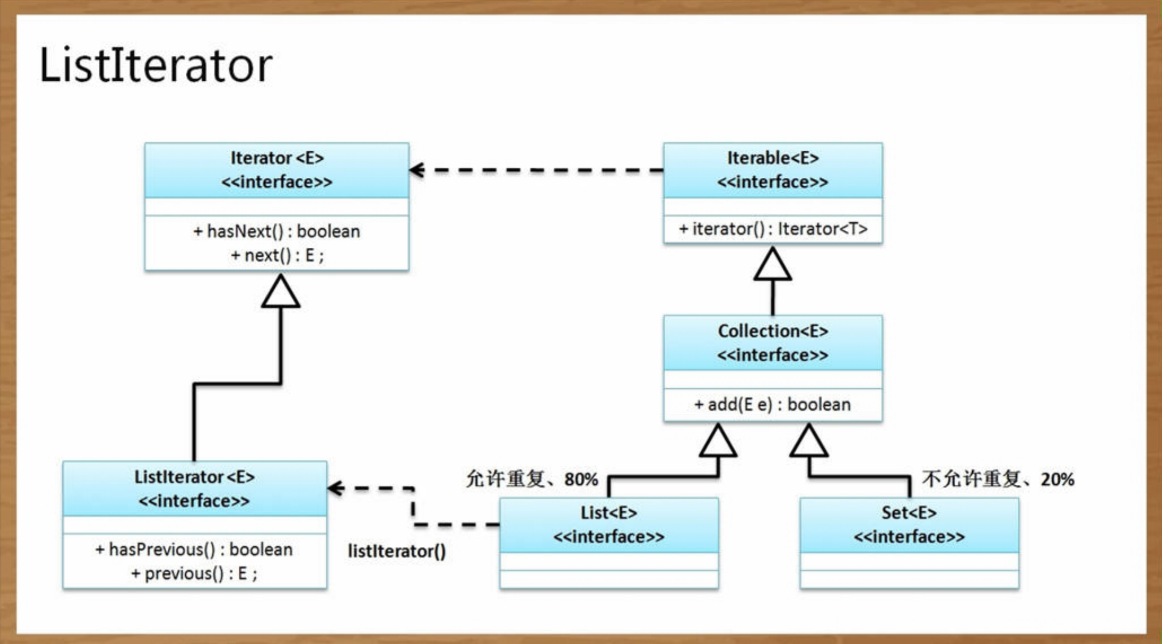 ListIterator
Iterator <E>
<<interface>>
+ hasNext() : boolean
+ next() : E ;
Iterable<E>
<<interface>>
+ iterator() : Iterator<T>
Collection<E>
<<interface>>
+ add(E e) : boolean
ListIterator<E>
<<interface>>
+ hasPrevious() : boolean
+ previous() : E ;
listIterator()
允许重复、80%
List<E>
<<interface>>
不允许重复、20%
Set<E>
<<interface>>